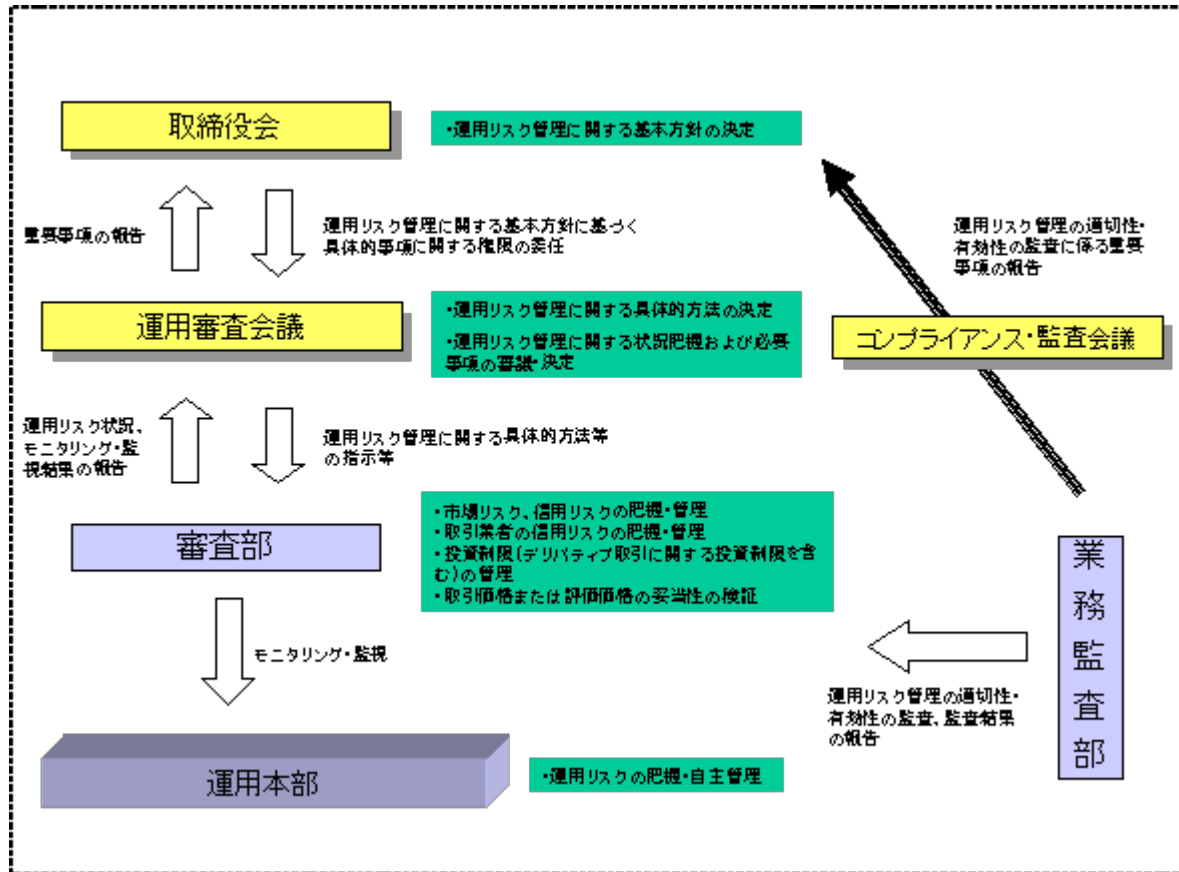 取締役会
・運用リスク管理に関する基本方針の決定
重要事項の報告
運用リスク管理に関する基本方針に基づく
具体的事項に関する権限の委任
運用リスク管理の適切性・
有効性の監査に係る重要
事項の報告
運用審査会議
・運用リスク管理に関する具体的方法の決定
・運用リスク管理に関する状況把握および必要
事項の審議・決定
コンプライアンス・監査会議
運用リスク状況、
モニタリング・監
視結果の報告
運用リスク管理に関する具体的方法等
の指示等
審査部
・市場リスク、信用リスクの把握・管理
・取引業者の信用リスクの把握・管理
・投資制限(デリバティブ取引に関する投資制限を含
む)の管理
・取引価格または評価価格の妥当性の検証
業務監査部
モニタリング・監視
運用リスク管理の適切性・
有効性の監査、監査結果
の報告
運用本部
・運用リスクの把握・自主管理